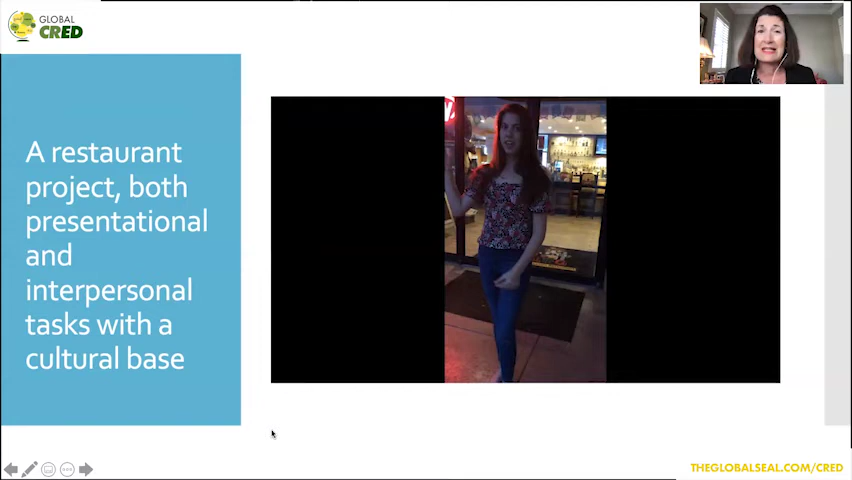 GLOBAL
CRED
A restaurant
project, both
presentational
and
interpersonal
tasks with a
cultural base
THEGLOBALSEAL.COM/CRED